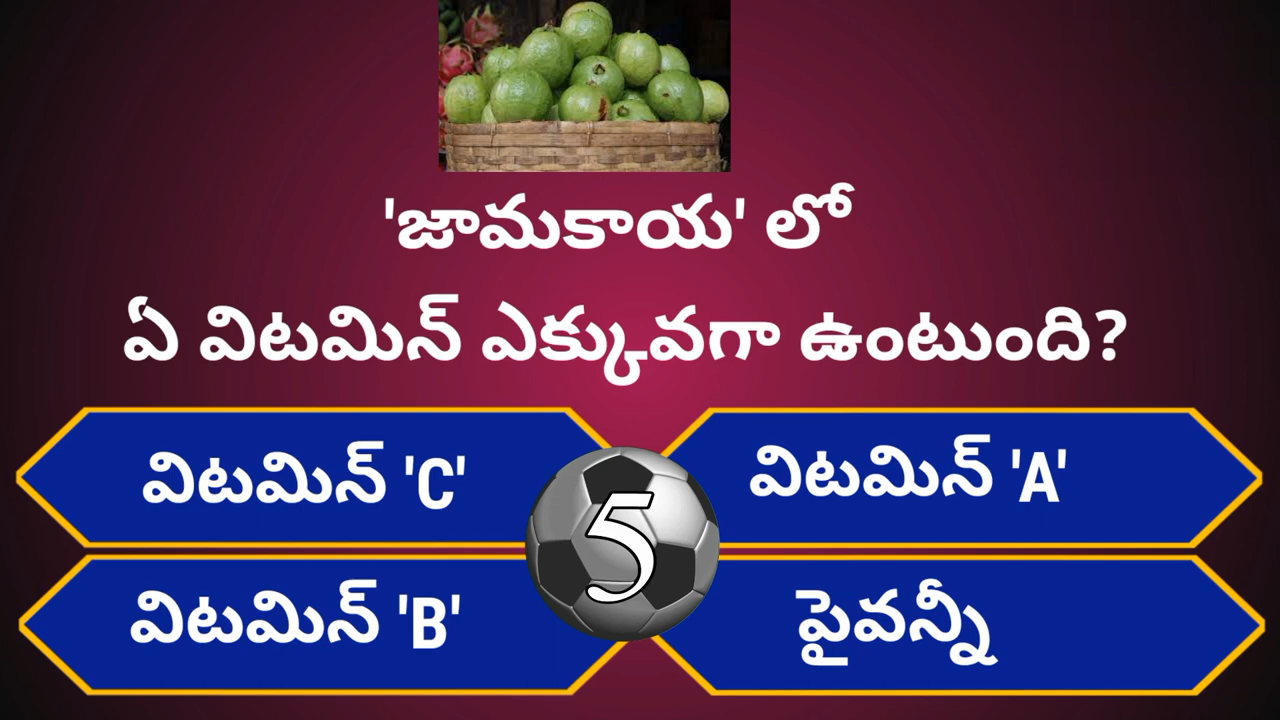 'జామకాయ' లో
ఏ విటమిన్ ఎక్కువగా ఉంటుంది?
విటమిన్ 'C'
విటమిన్ 'A'
5
విటమిన్ 'B'
పైవన్నీ